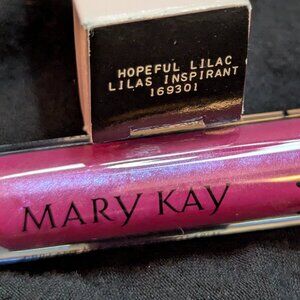 HOPEFUL LILAC
LILAS INSPIRANT
169301
MARY KAY